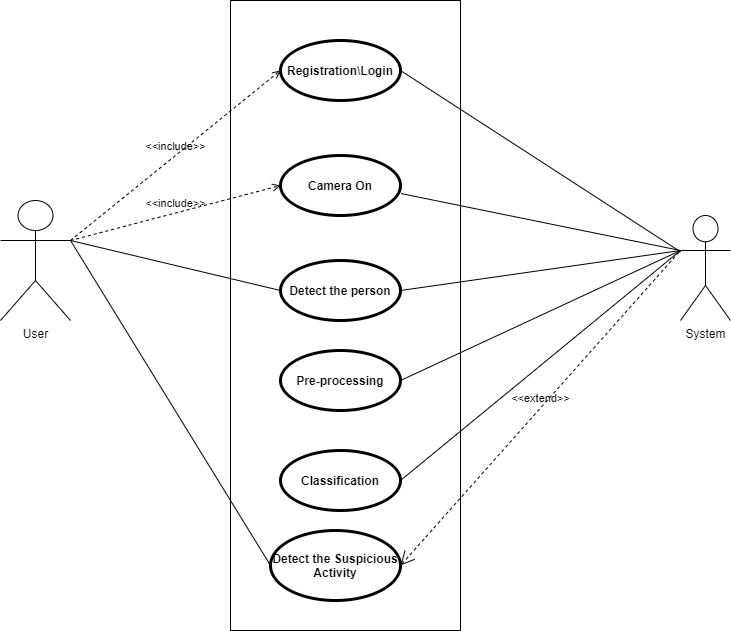 Registration\Login
<<include>>
Camera On
<<include>>
Detect the person
User
System
Pre-processing
<<extend>>
Classification
Detect the Suspicious
Activity